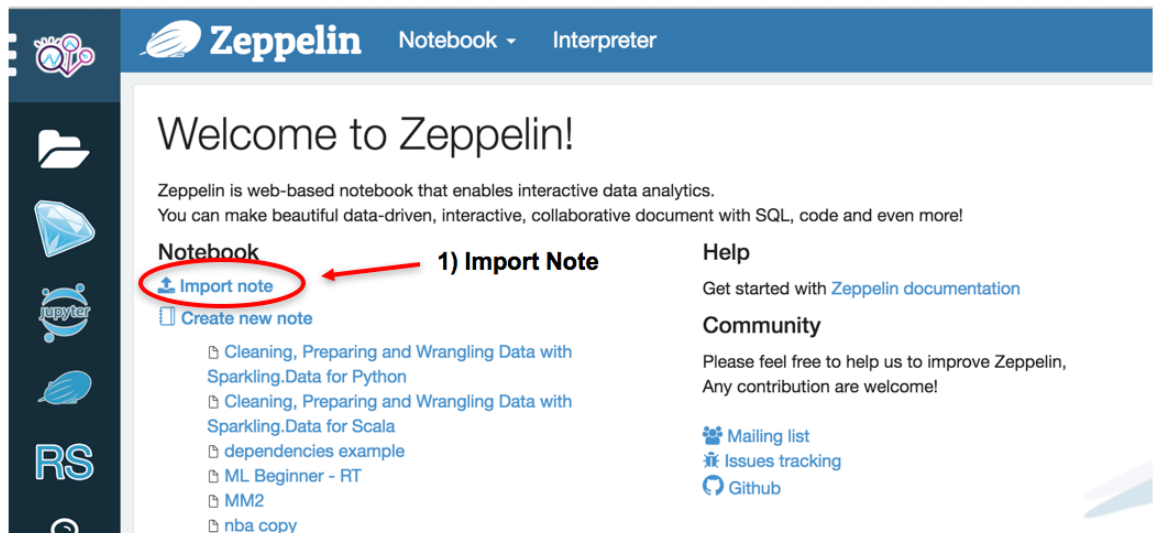 Zeppelin Notebook Interpreter
Welcome to Zeppelin!
Zeppelin is web-based notebook that enables interactive data analytics.
You can make beautiful data-driven, interactive, collaborative document with SQL, code and even more!
Notebook
1) Import Note
Import note
Create new note
Cleaning, Preparing and Wrangling Data with
Sparkling.Data for Python
Cleaning, Preparing and Wrangling Data with
Sparkling.Data for Scala
dependencies example
ML Beginner - RT
MM2
nba copy
Help
Get started with Zeppelin documentation
Community
Please feel free to help us to improve Zeppelin,
Any contribution are welcome!
Mailing list
Issues tracking
Github
jupyter
RS